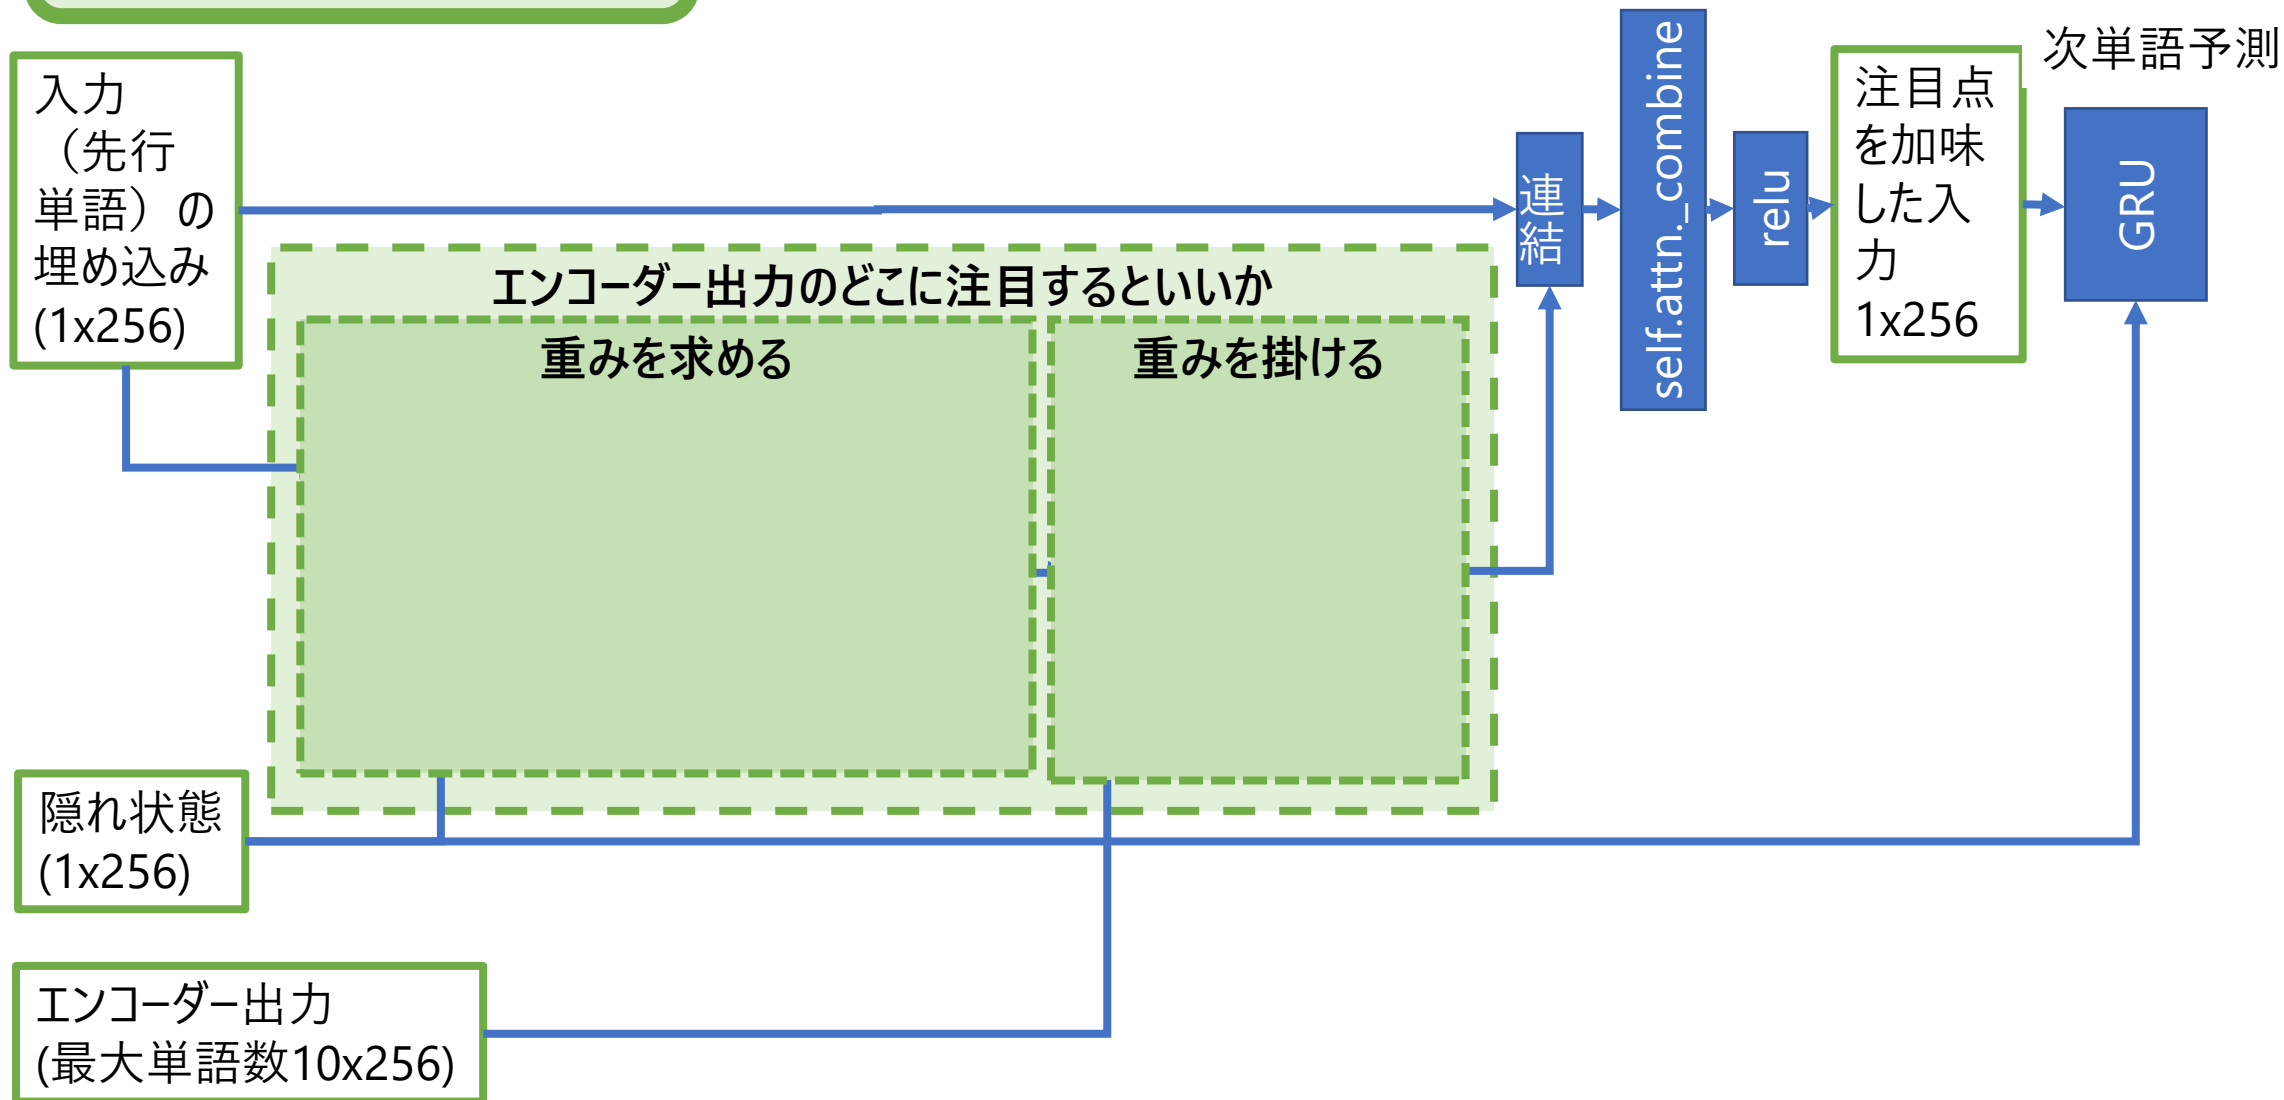 入力
（先行
単語）の
埋め込み
(1x256)
エンコーダー出力のどこに注目するといいか
重みを求める
重みを掛ける
連結
self.attn._combine
relu
注目点
を加味
した入
力
1x256
次単語予測
GRU
隠れ状態
(1x256)
エンコーダー出力
(最大単語数10x256)